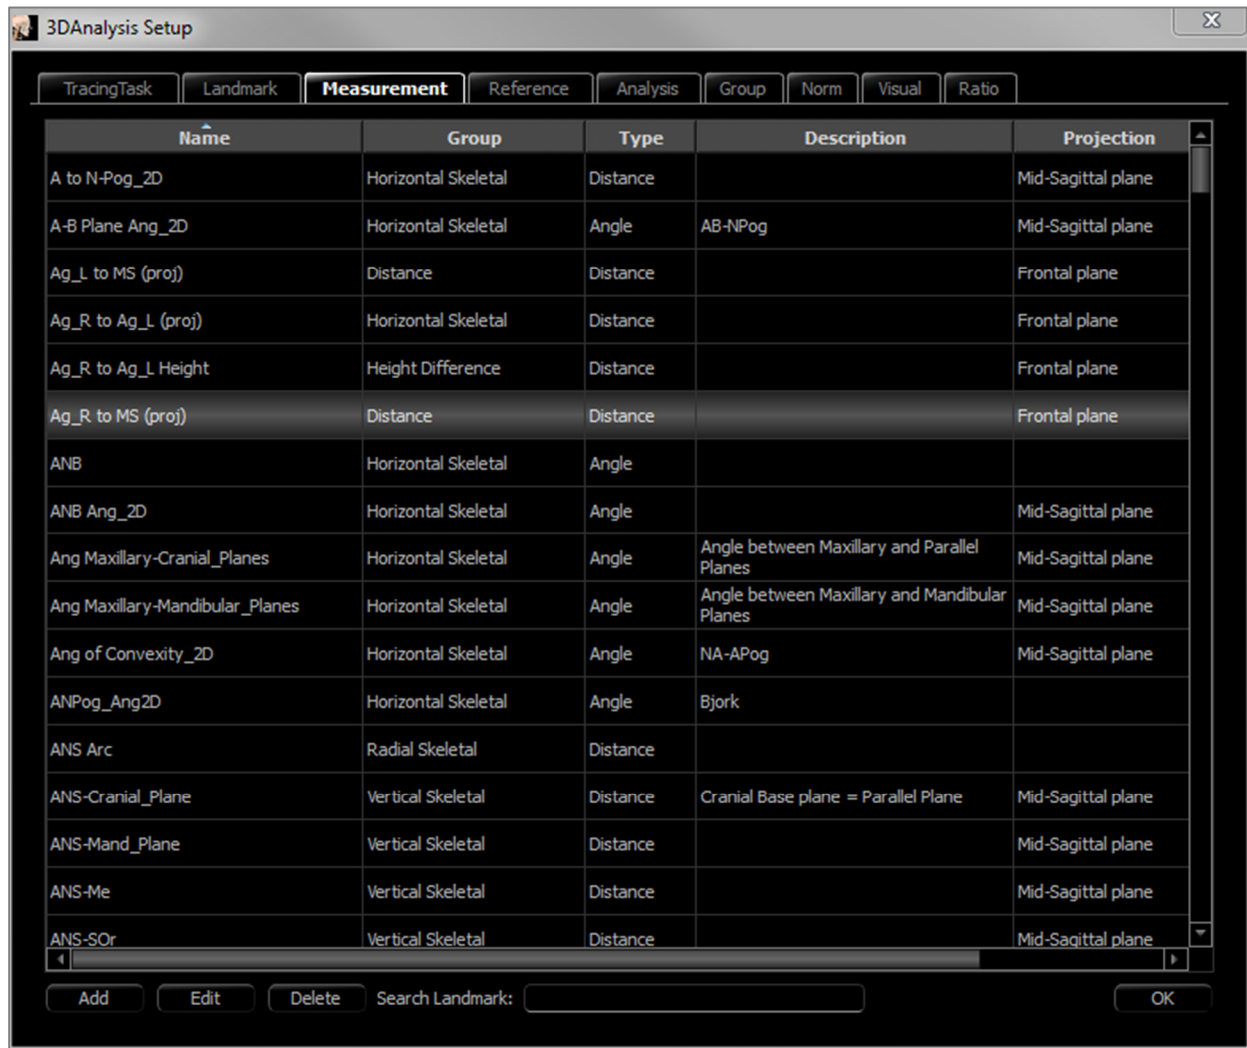 3DAnalysis Setup
TracingTask Landmark Measurement Reference Analysis Group Norm Visual Ratio
Name Group Type Description Projection
A to N-Pog_2D Horizontal Skeletal Distance Mid-Sagittal plane
A-B Plane Ang_2D Horizontal Skeletal Angle AB-NPog Mid-Sagittal plane
Ag_L to MS (proj) Distance Distance Frontal plane
Ag_R to Ag_L (proj) Horizontal Skeletal Distance Frontal plane
Ag_R to Ag_L Height Height Difference Distance Frontal plane
Ag_R to MS (proj) Distance Distance Frontal plane
ANB Horizontal Skeletal Angle
ANB Ang_2D Horizontal Skeletal Angle Mid-Sagittal plane
Ang Maxillary-Cranial_Planes Horizontal Skeletal Angle Angle between Maxillary and Parallel
Planes Mid-Sagittal plane
Ang Maxillary-Mandibular_Planes Horizontal Skeletal Angle Angle between Maxillary and Mandibular
Planes Mid-Sagittal plane
Ang of Convexity_2D Horizontal Skeletal Angle NA-APog Mid-Sagittal plane
ANPog_Ang2D Horizontal Skeletal Angle Bjork
ANS Arc Radial Skeletal Distance
ANS-Cranial_Plane Vertical Skeletal Distance Cranial Base plane = Parallel Plane Mid-Sagittal plane
ANS-Mand_Plane Vertical Skeletal Distance Mid-Sagittal plane
ANS-Me Vertical Skeletal Distance Mid-Sagittal plane
ANS-SOr Vertical Skeletal Distance Mid-Sagittal plane
Add Edit Delete Search Landmark: OK